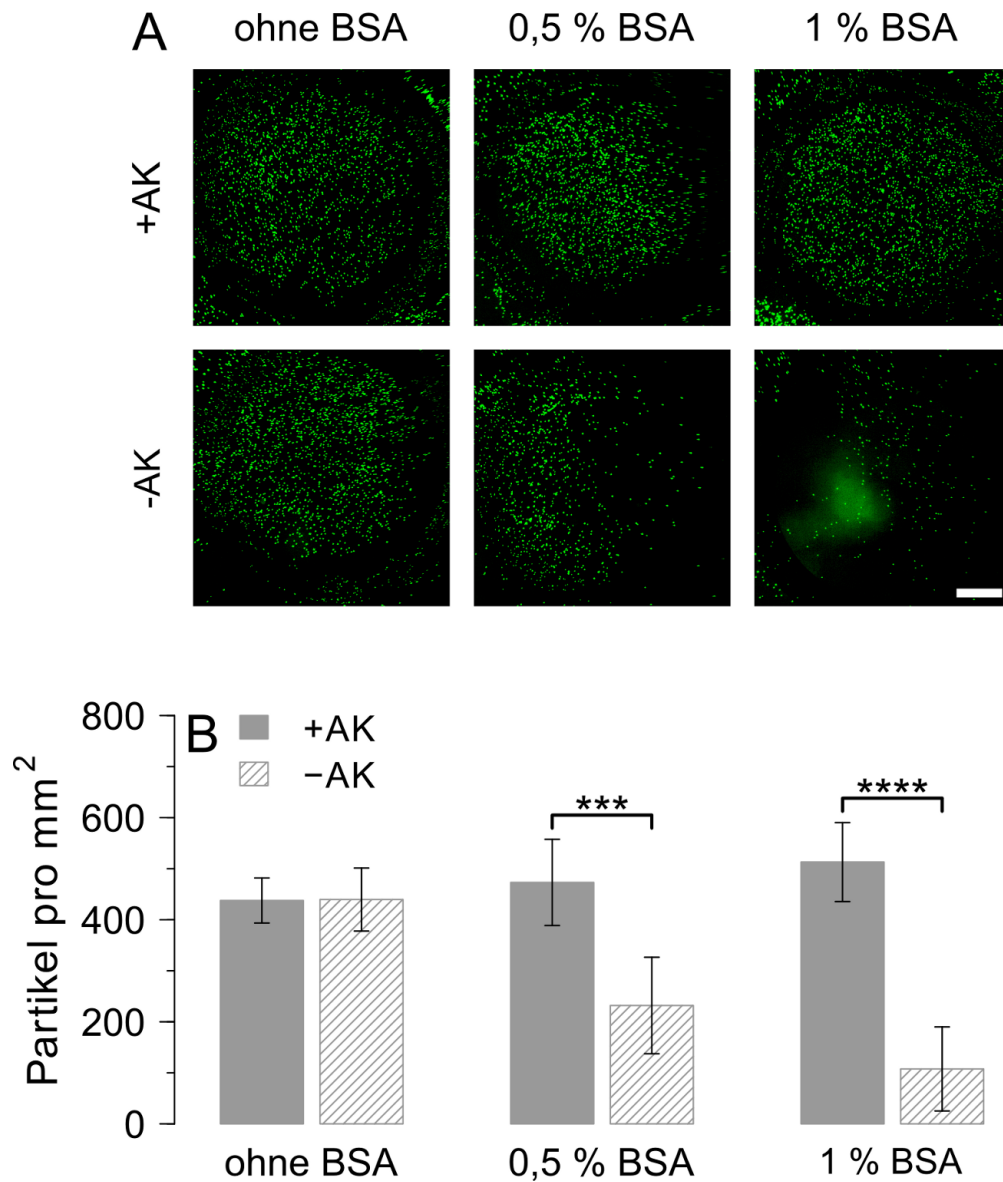 A
ohne BSA
0,5 % BSA
1 % BSA
+AK
-AK
B
+AK
−AK
***
****
Partikel pro mm²
800
600
400
200
0
ohne BSA
0,5 % BSA
1 % BSA